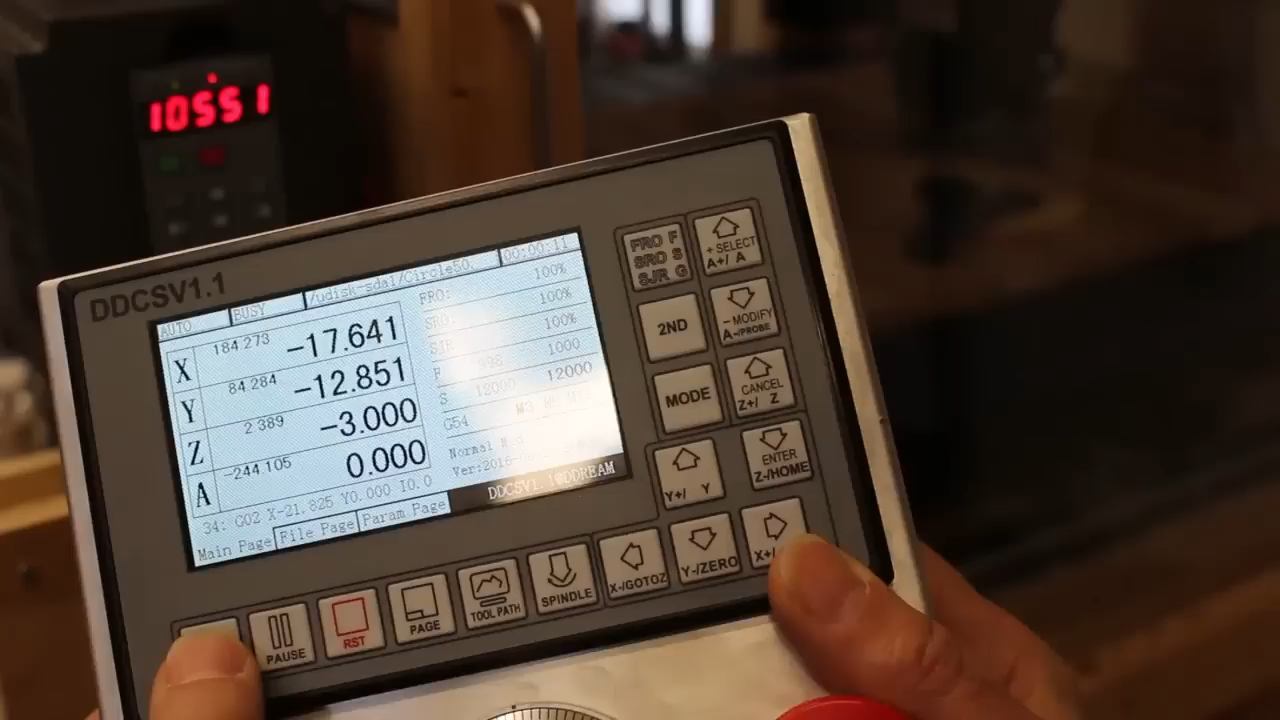 10551
DDCSV1.1
AUTO BUSY /udisk-sda1/Circle50. 00:00:11
X 184.273 -17.641
Y 84.284 -12.851
Z 2.389 -3.000
A -244.105 0.000
FRO: 100%
SRO: 100%
SJR 100%
F 998 1000
S 12000 12000
G54 M3
Normal
Ver:2016-
34: G02 X-21.825 Y0.000 I0.0
DDCSV1.1@DDREAM
Main Page File Page Param Page
FRO F
SRO S
SJR G
+ SELECT
A+/ A
2ND
- MODIFY
A-/PROBE
MODE
CANCEL
Z+/ Z
Y+/ Y
ENTER
Z-/HOME
PAUSE
RST
PAGE
TOOL PATH
SPINDLE
X-/GOTOZ
Y-/ZERO
X+/